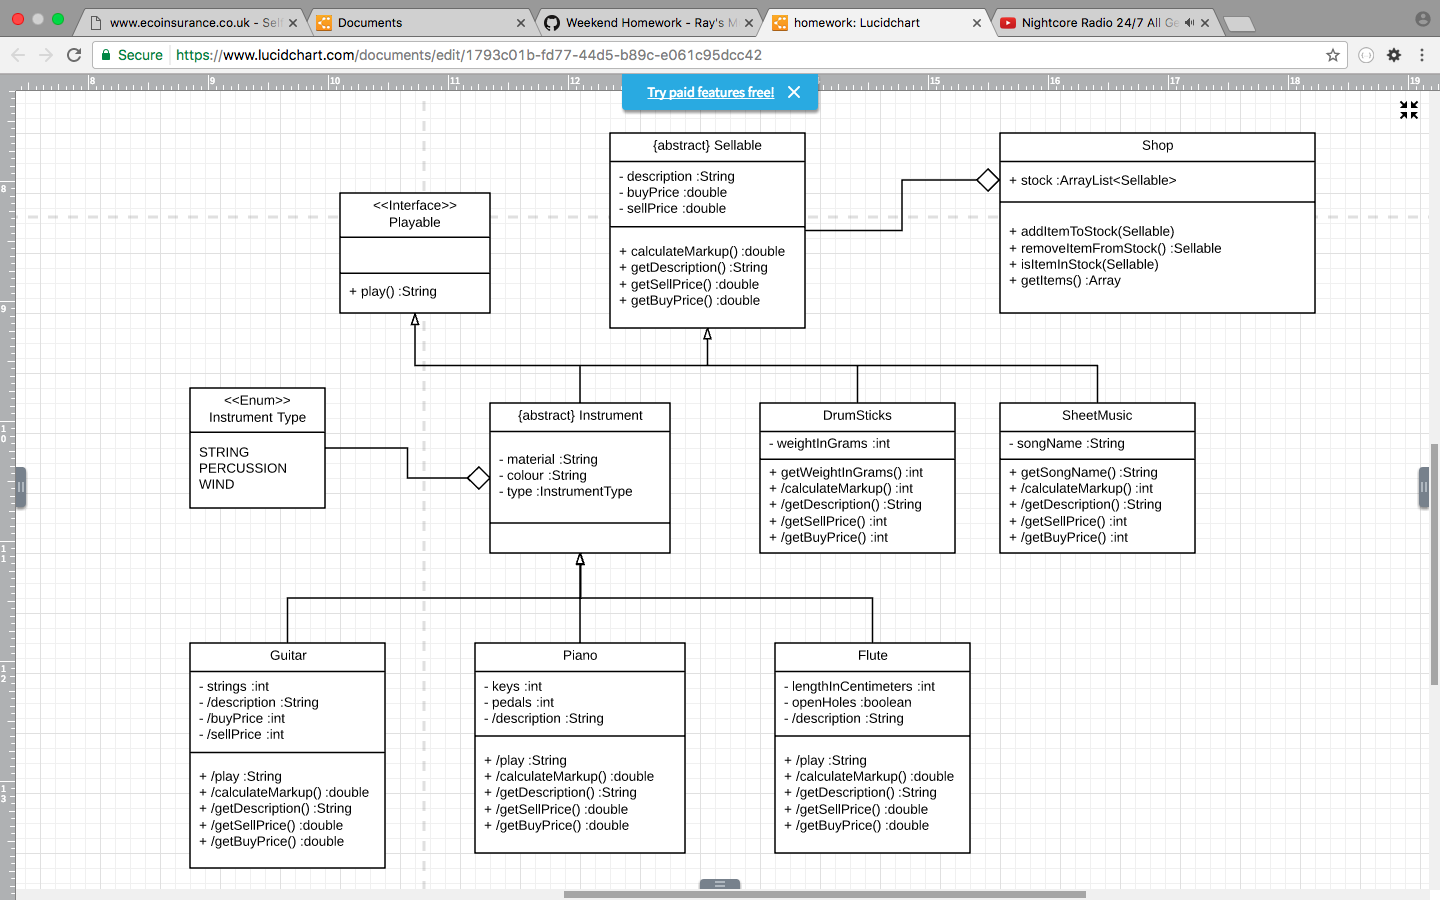 www.ecoinsurance.co.uk - Sel
Documents
Weekend Homework - Ray's M
homework: Lucidchart
Nightcore Radio 24/7 All Ge
Secure
https://www.lucidchart.com/documents/edit/1793c01b-fd77-44d5-b89c-e061c95dcc42
8
9
10
11
12
15
16
17
18
19
Try paid features free!
8
9
10
11
12
13
{abstract} Sellable
- description :String
- buyPrice :double
- sellPrice :double
+ calculateMarkup() :double
+ getDescription() :String
+ getSellPrice() :double
+ getBuyPrice() :double
Shop
+ stock :ArrayList<Sellable>
+ addItemToStock(Sellable)
+ removeItemFromStock() :Sellable
+ isItemInStock(Sellable)
+ getItems() :Array
<<Interface>>
Playable
+ play() :String
<<Enum>>
Instrument Type
STRING
PERCUSSION
WIND
{abstract} Instrument
- material :String
- colour :String
- type :InstrumentType
DrumSticks
- weightInGrams :int
+ getWeightInGrams() :int
+ /calculateMarkup() :int
+ /getDescription() :String
+ /getSellPrice() :int
+ /getBuyPrice() :int
SheetMusic
- songName :String
+ getSongName() :String
+ /calculateMarkup() :int
+ /getDescription() :String
+ /getSellPrice() :int
+ /getBuyPrice() :int
Guitar
- strings :int
- /description :String
- /buyPrice :int
- /sellPrice :int
+ /play :String
+ /calculateMarkup() :double
+ /getDescription() :String
+ /getSellPrice() :double
+ /getBuyPrice() :double
Piano
- keys :int
- pedals :int
- /description :String
+ /play :String
+ /calculateMarkup() :double
+ /getDescription() :String
+ /getSellPrice() :double
+ /getBuyPrice() :double
Flute
- lengthInCentimeters :int
- openHoles :boolean
- /description :String
+ /play :String
+ /calculateMarkup() :double
+ /getDescription() :String
+ /getSellPrice() :double
+ /getBuyPrice() :double